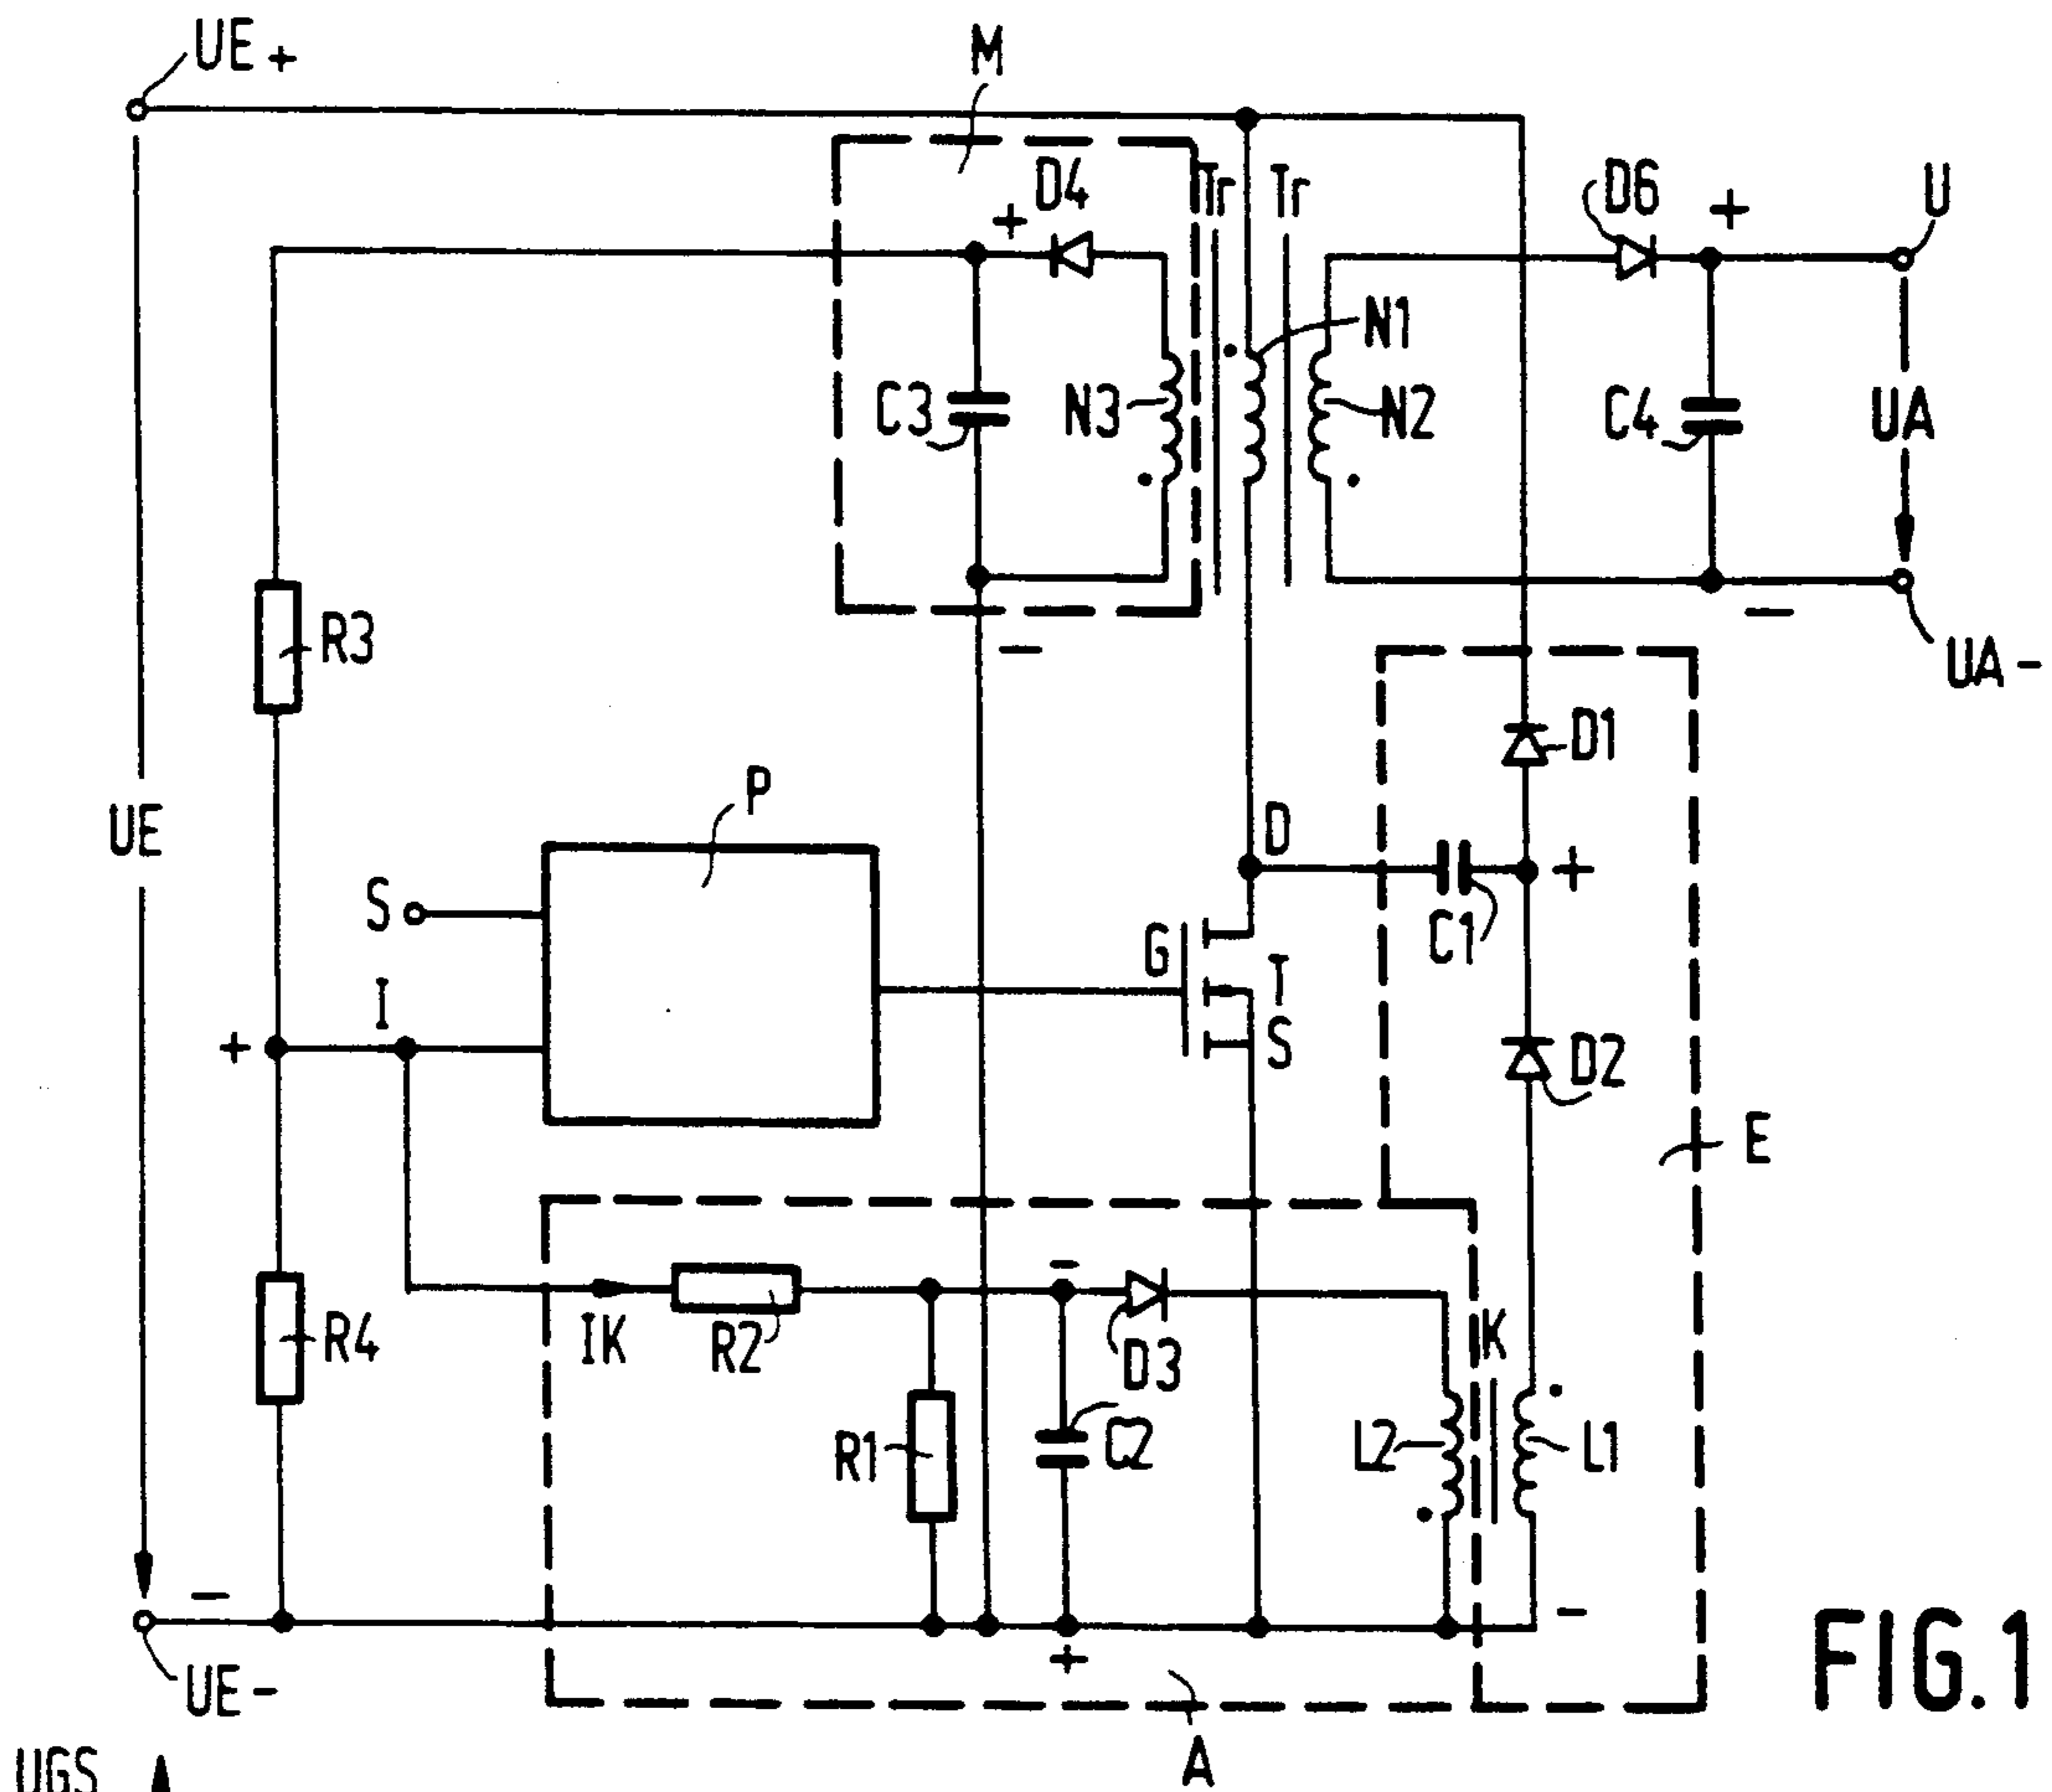 UE+
M
D4
+
Tr
Tr
D6
+
U
N1
C3
N3
N2
C4
UA
R3
-
-
UA-
D1
UE
P
D
+
S
G
C1
T
I
S
+
D2
E
-
IK
R2
D3
K
R4
R1
C2
L2
L1
-
-
+
UE-
A
FIG.1
UGS